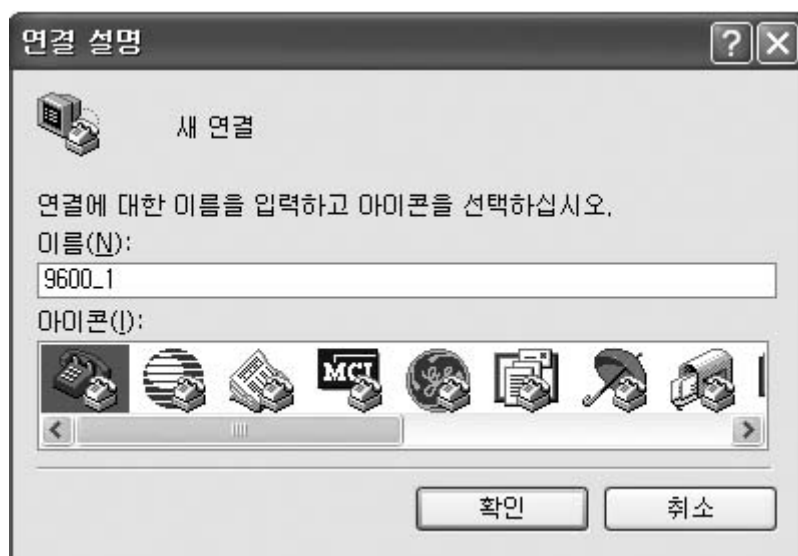 연결 설명
새 연결
연결에 대한 이름을 입력하고 아이콘을 선택하십시오.
이름(N):
9600_1
아이콘(I):
MCI
확인
취소